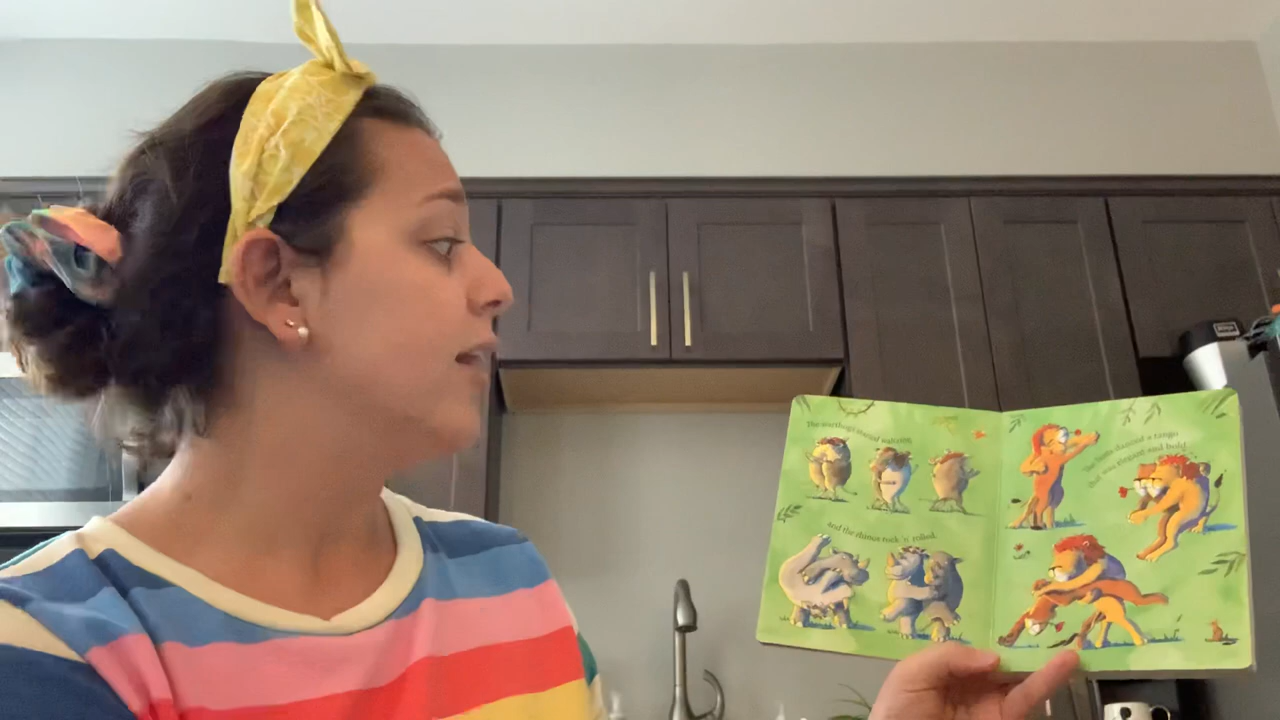 The warthogs started waltzing
and the rhinos rock 'n' rolled.
The lions danced a tango
that was elegant and bold.